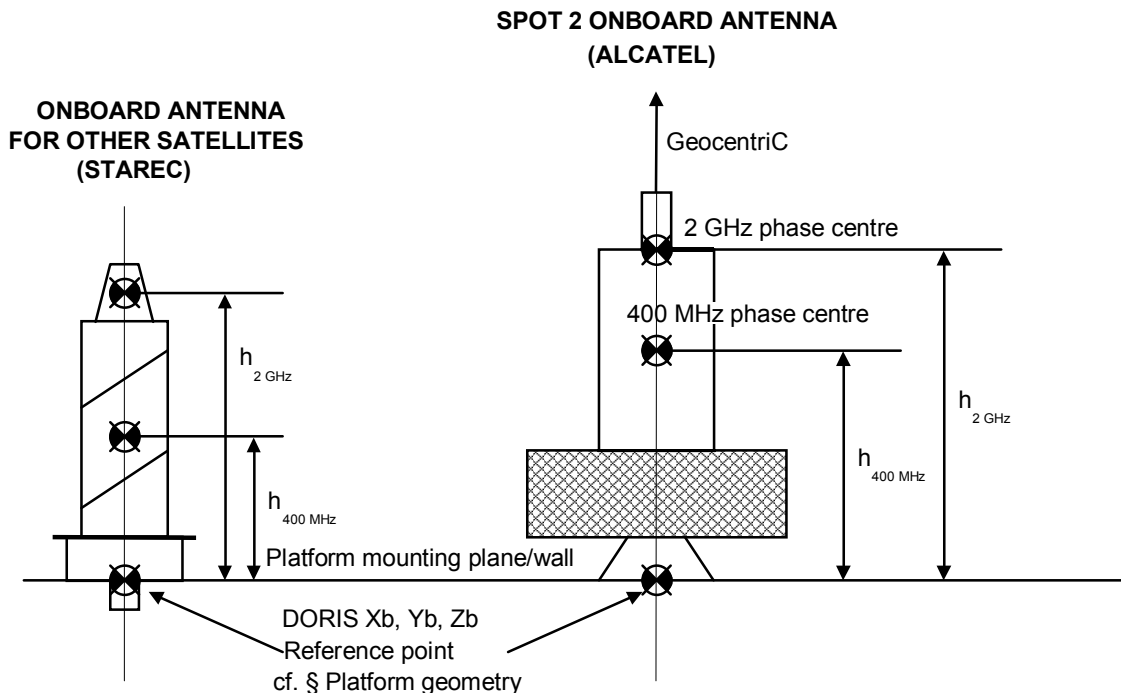 SPOT 2 ONBOARD ANTENNA
(ALCATEL)
ONBOARD ANTENNA
FOR OTHER SATELLITES
(STAREC)
GeocentriC
2 GHz phase centre
400 MHz phase centre
h 2 GHz
h 400 MHz
h 2 GHz
h 400 MHz
Platform mounting plane/wall
DORIS Xb, Yb, Zb
Reference point
cf. § Platform geometry